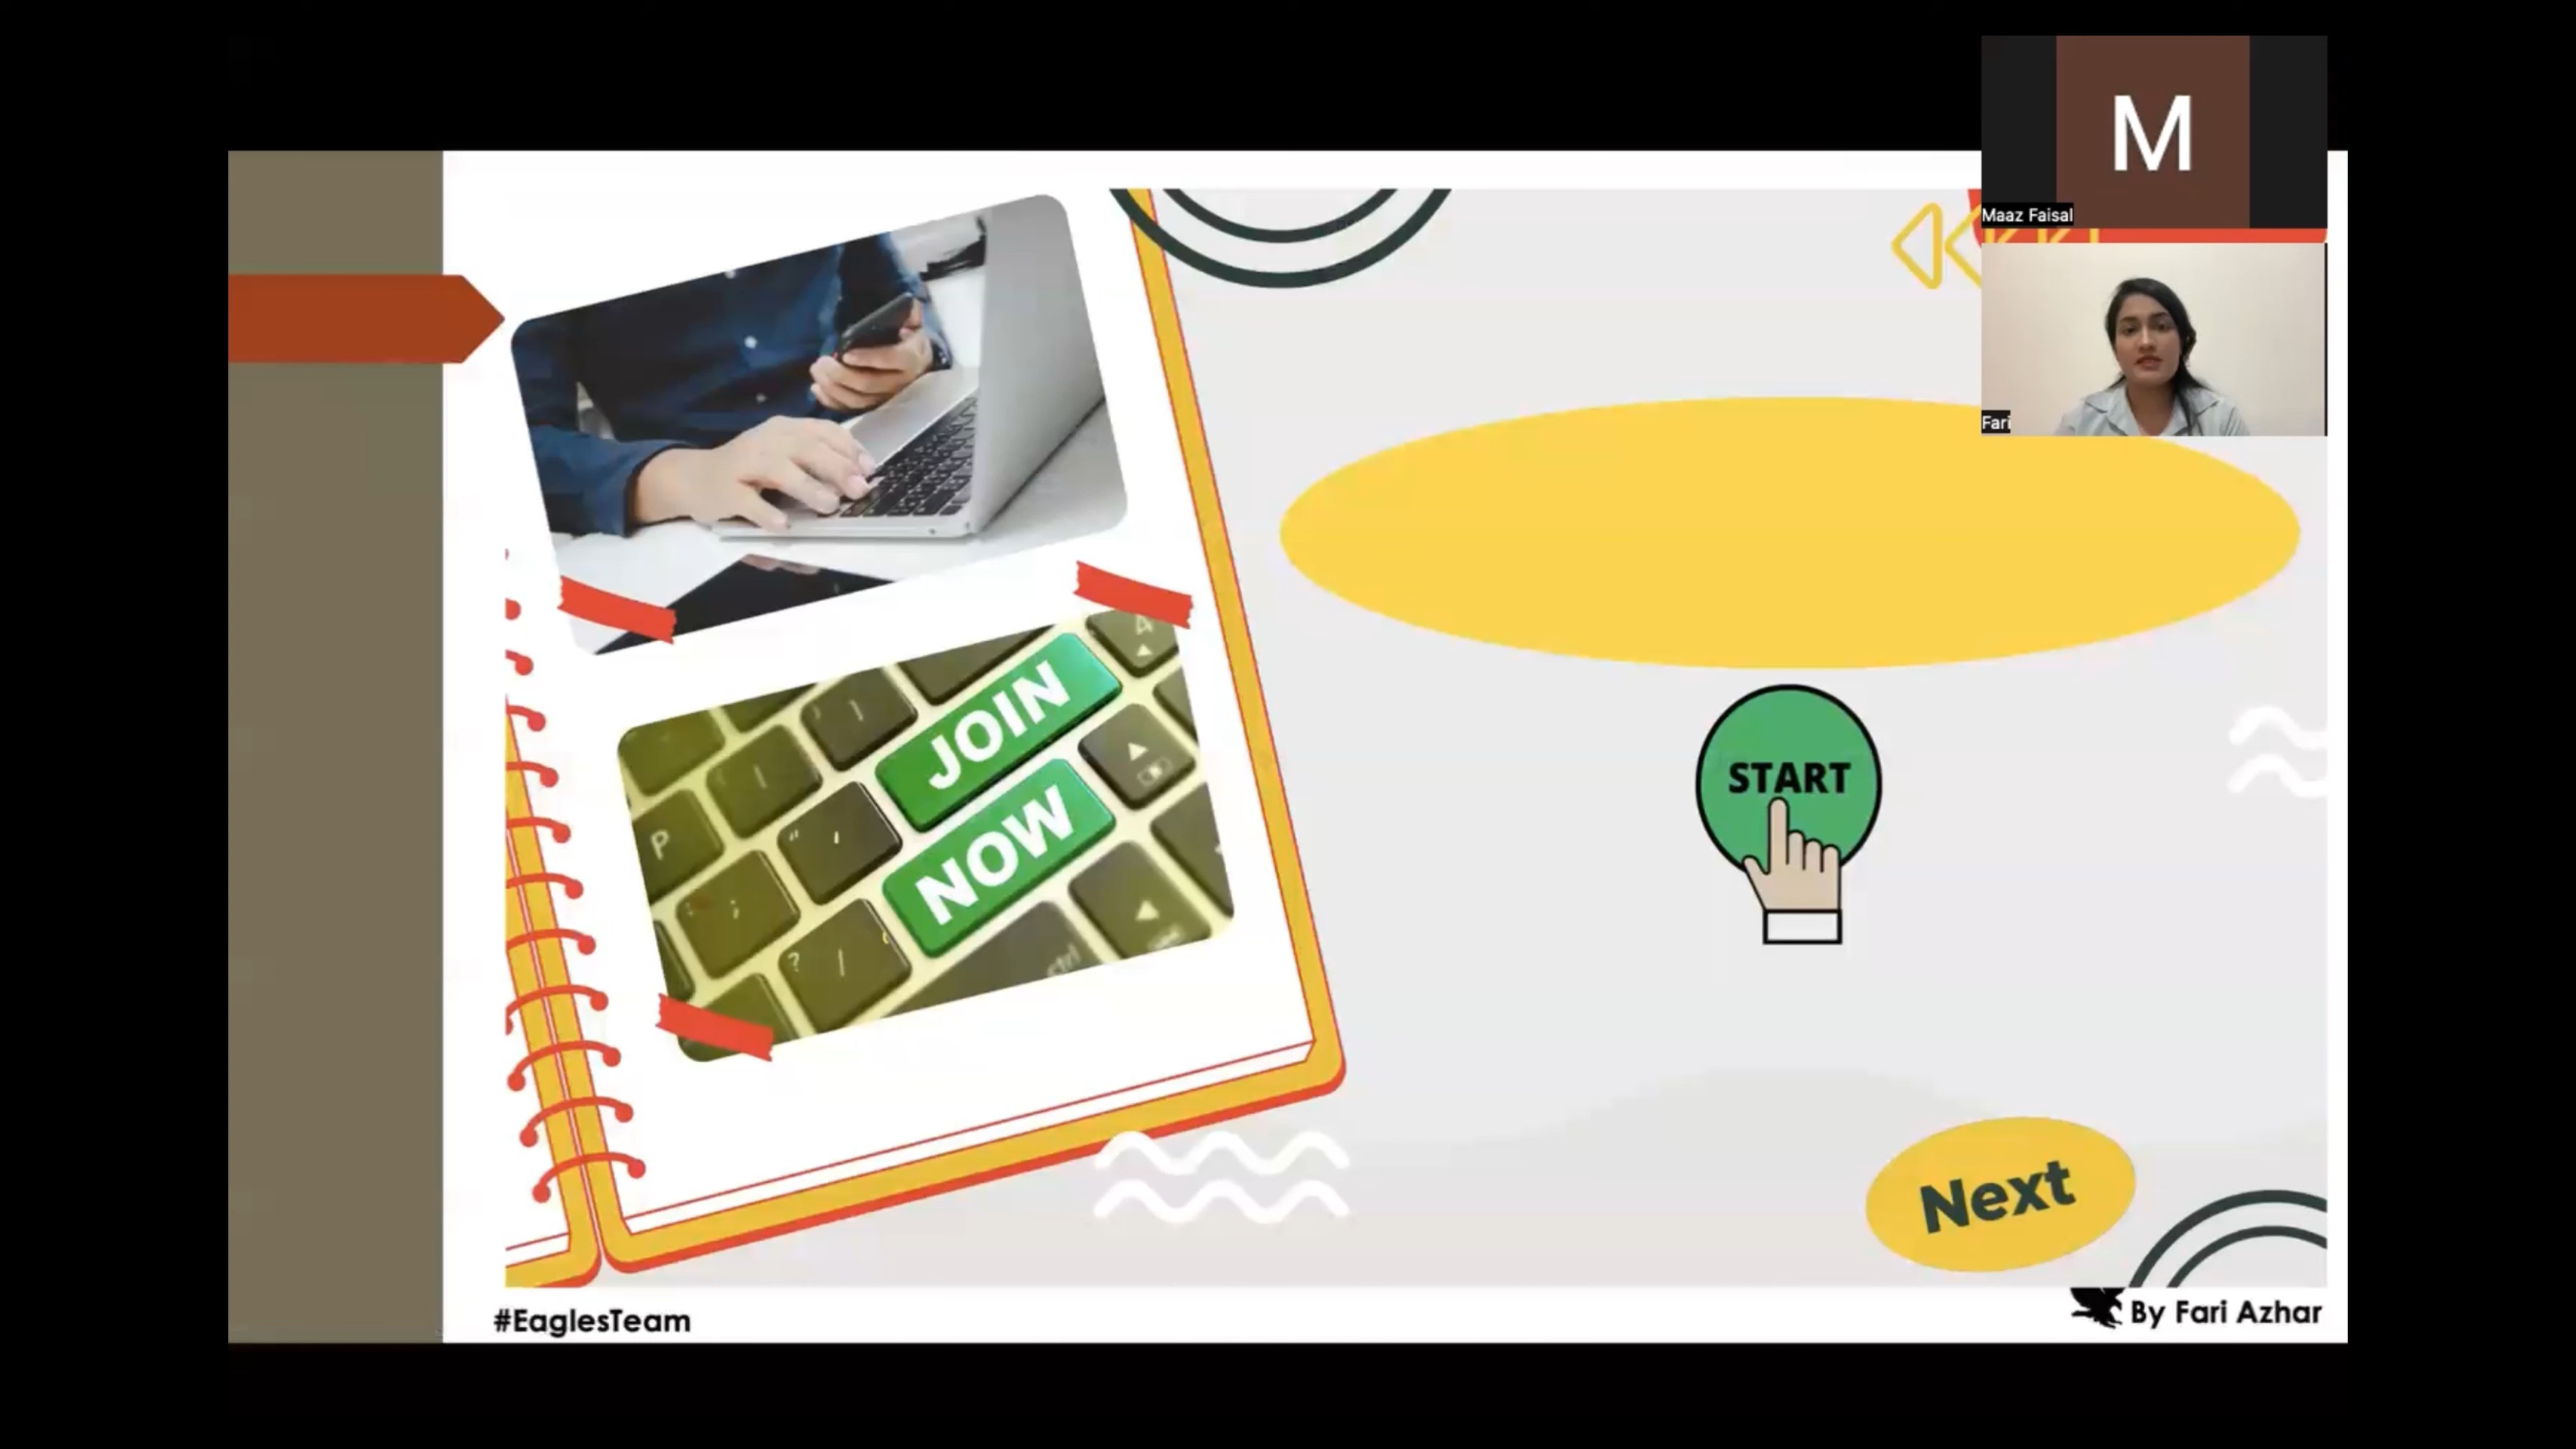 M
Maaz Faisal
Fari
JOIN
NOW
P
START
Next
#EaglesTeam
By Fari Azhar